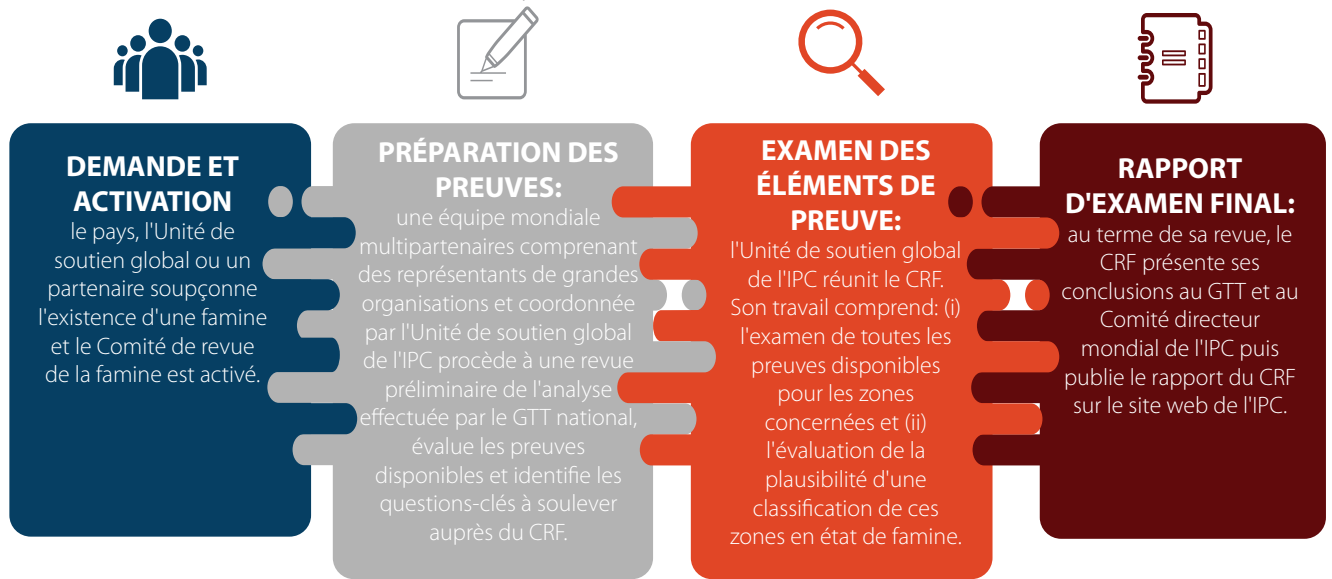 DEMANDE ET
ACTIVATION
le pays, l'Unité de
soutien global ou un
partenaire soupçonne
l'existence d'une famine
et le Comité de revue
de la famine est activé.
PRÉPARATION DES
PREUVES:
une équipe mondiale
multipartenaires comprenant
des représentants de grandes
organisations et coordonnée
par l'Unité de soutien global
de l'IPC procède à une revue
préliminaire de l'analyse
effectuée par le GTT national,
évalue les preuves
disponibles et identifie les
questions-clés à soulever
auprès du CRF.
EXAMEN DES
ÉLÉMENTS DE
PREUVE:
l'Unité de soutien global
de l'IPC réunit le CRF.
Son travail comprend: (i)
l'examen de toutes les
preuves disponibles
pour les zones
concernées et (ii)
l'évaluation de la
plausibilité d'une
classification de ces
zones en état de famine.
RAPPORT
D'EXAMEN FINAL:
au terme de sa revue, le
CRF présente ses
conclusions au GTT et au
Comité directeur
mondial de l'IPC puis
publie le rapport du CRF
sur le site web de l'IPC.